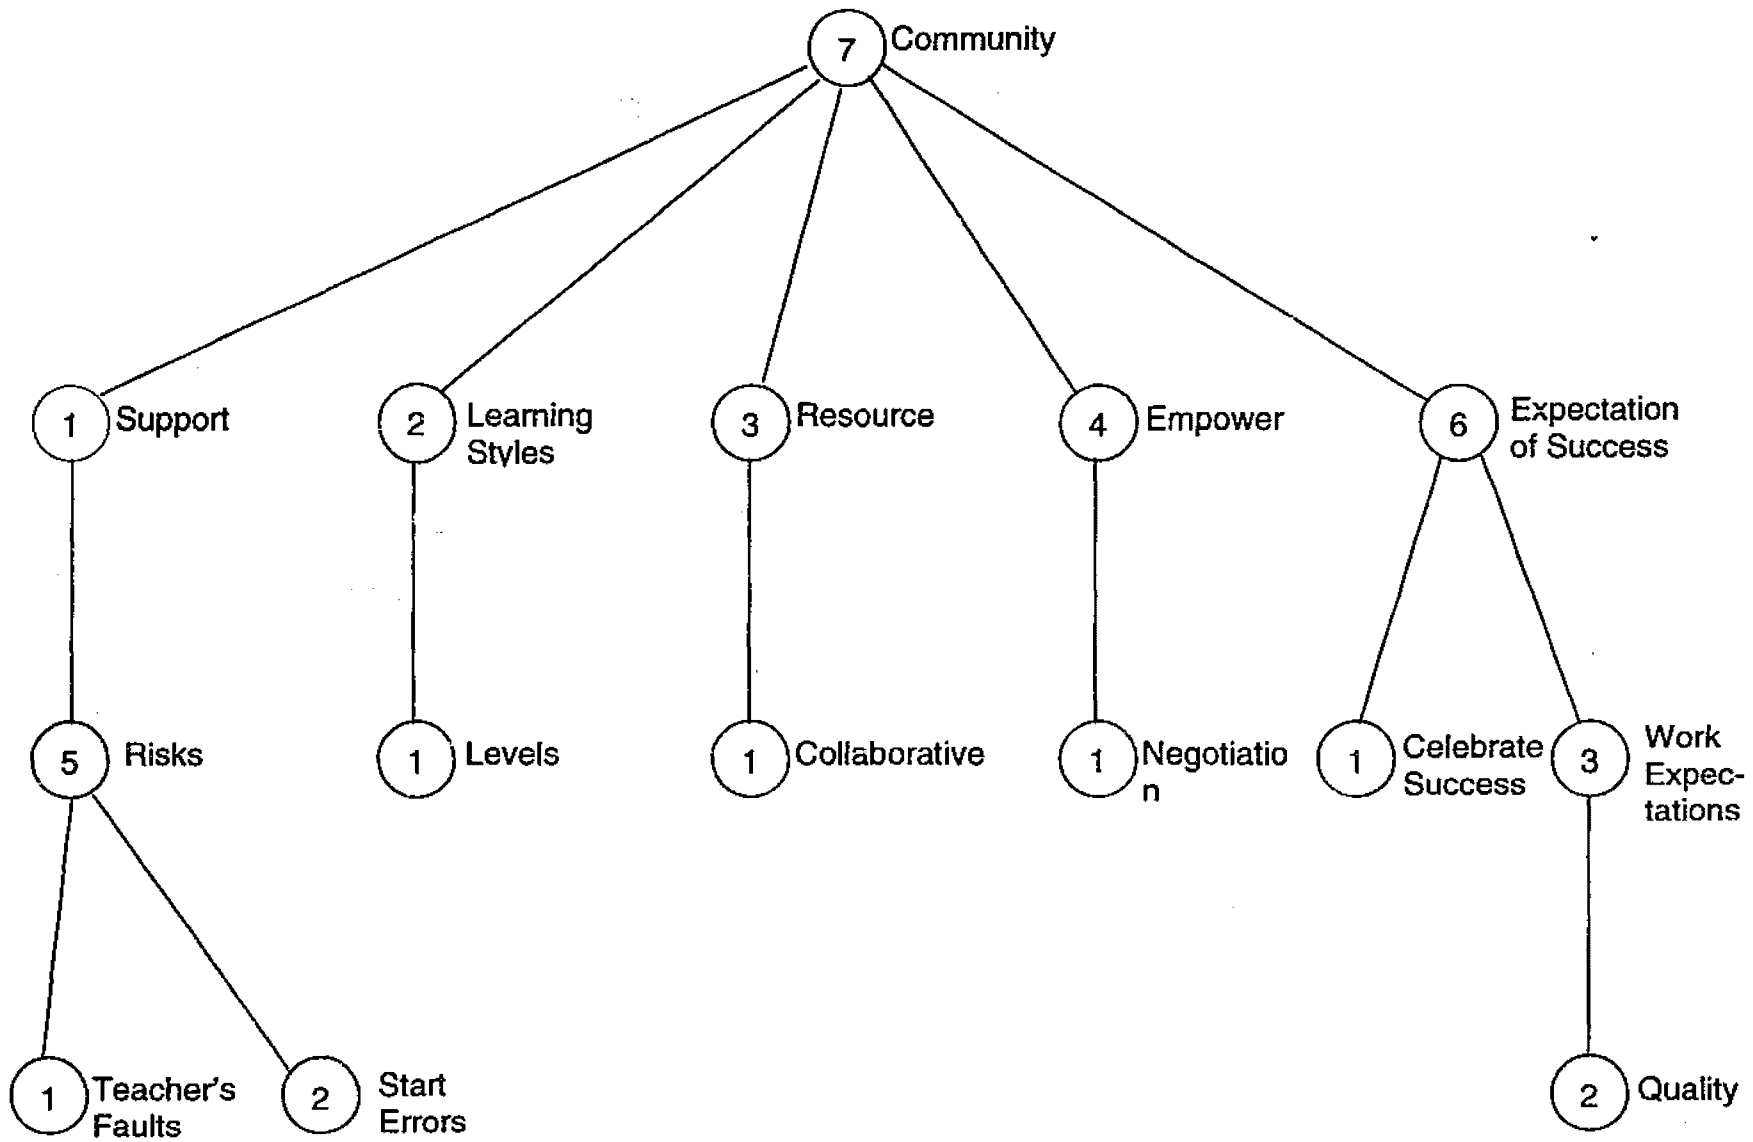 7 Community
1 Support
2 Learning
Styles
3 Resource
4 Empower
6 Expectation
of Success
5 Risks
1 Levels
1 Collaborative
1 Negotiatio
n
1 Celebrate
Success
3 Work
Expec-
tations
1 Teacher's
Faults
2 Start
Errors
2 Quality